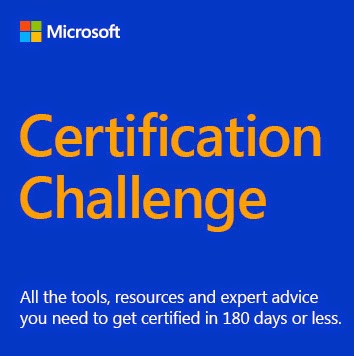 Microsoft
Certification
Challenge
All the tools, resources and expert advice
you need to get certified in 180 days or less.